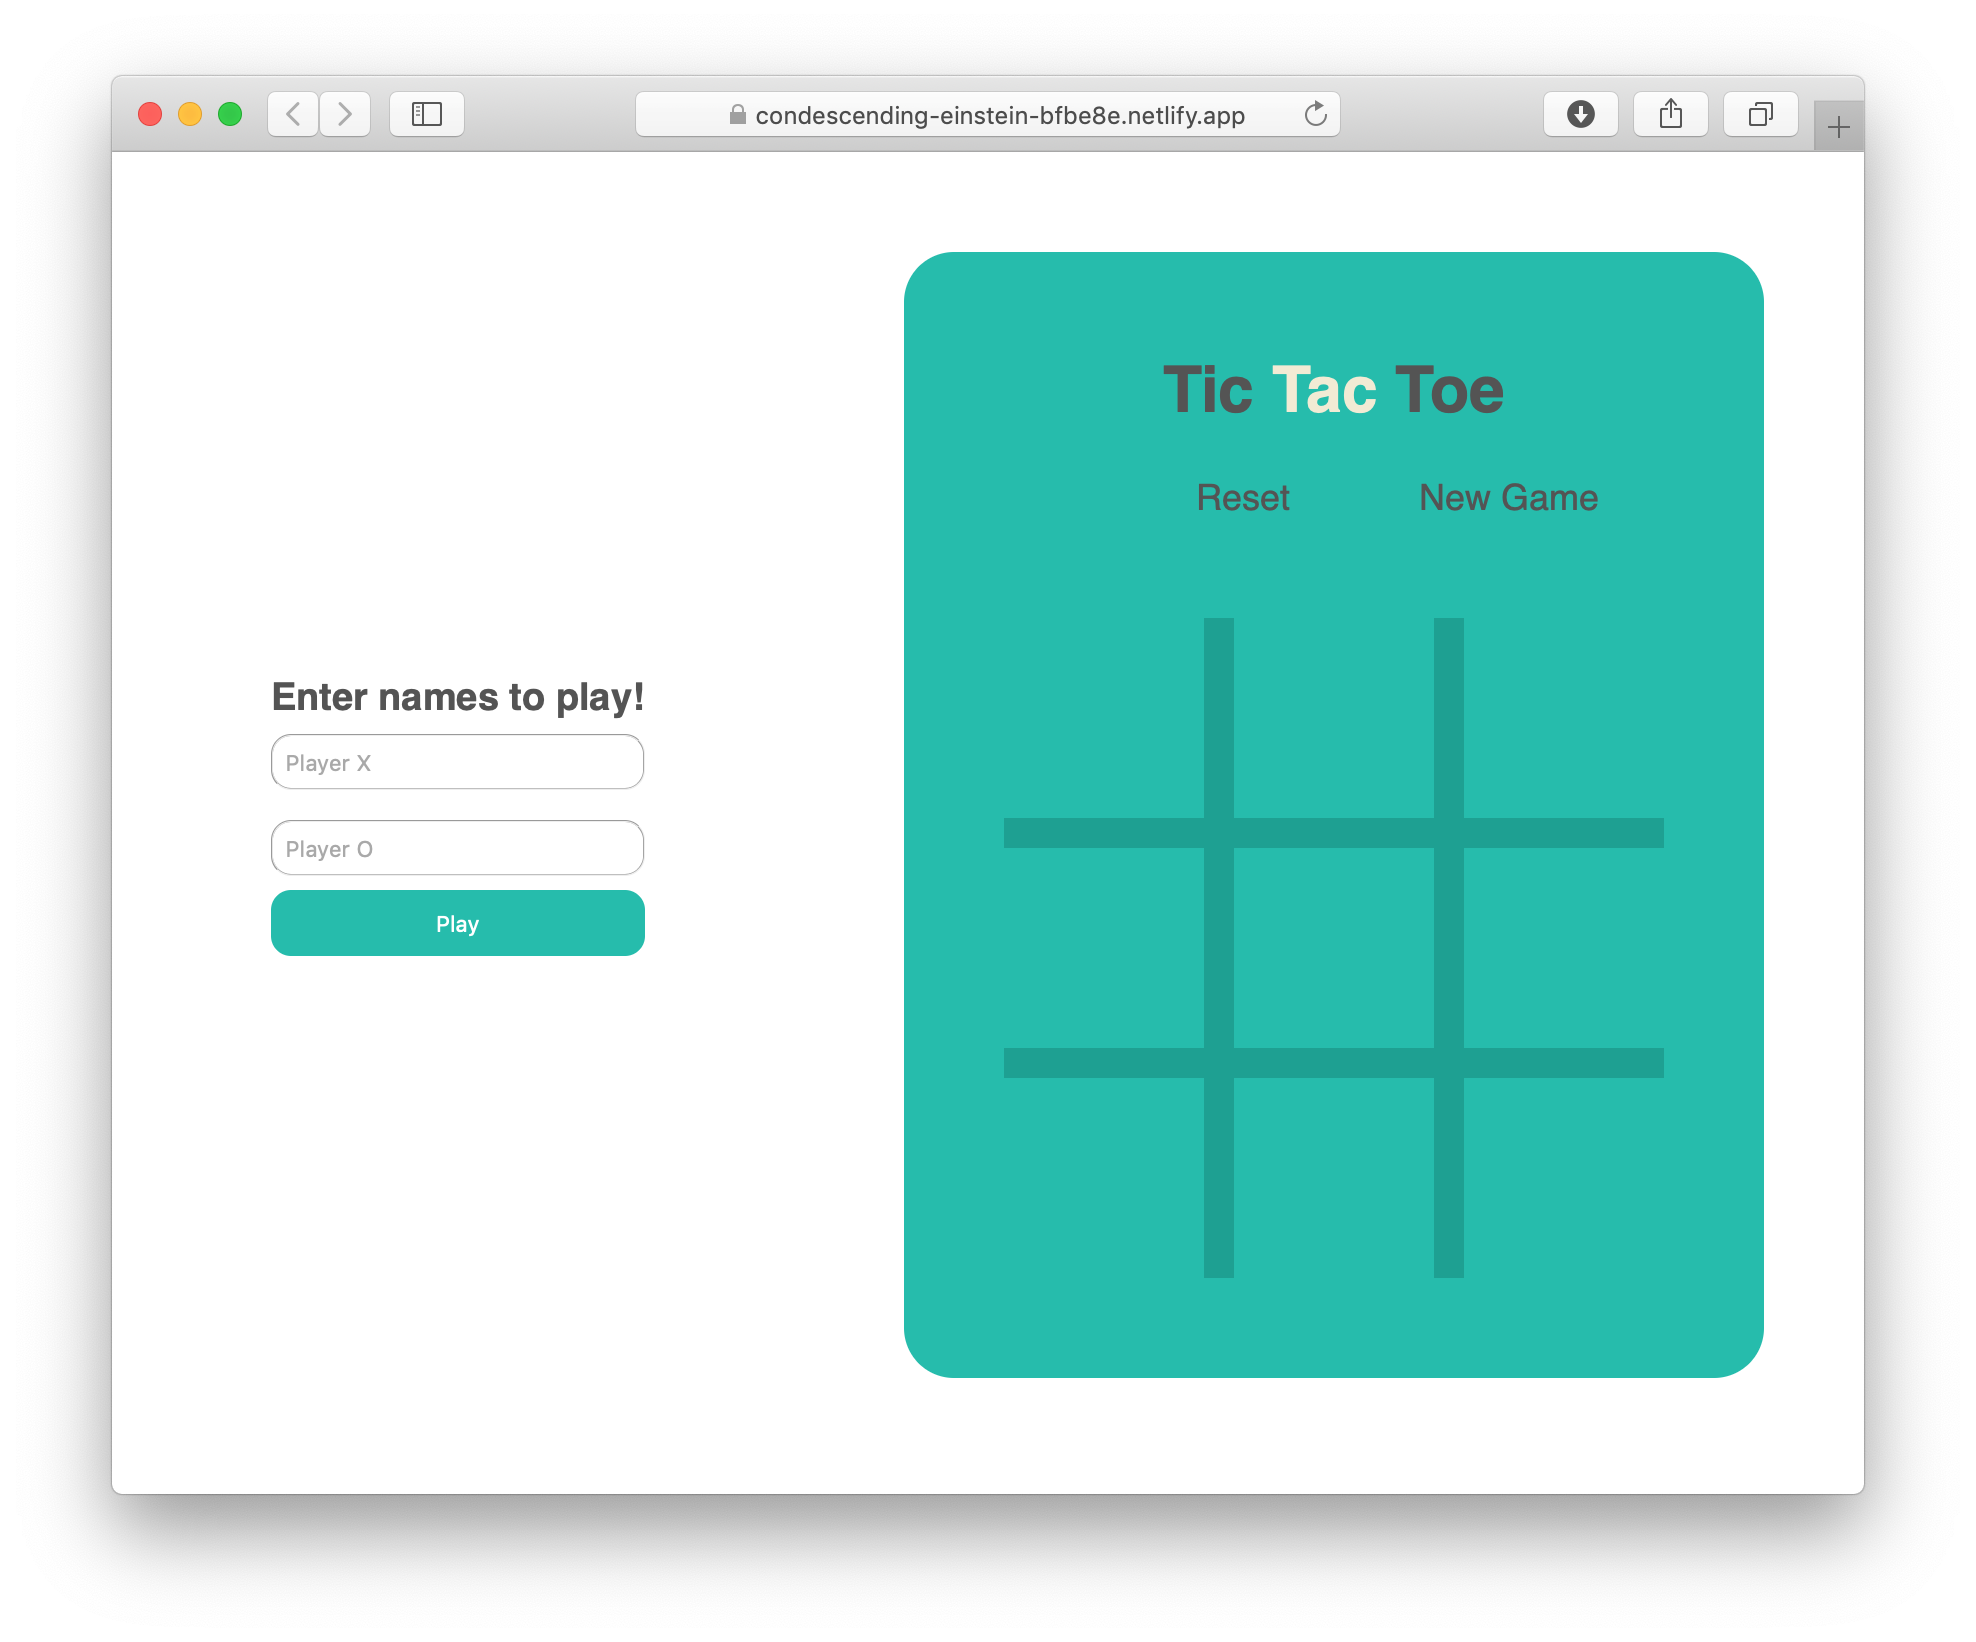 condescending-einstein-bfbe8e.netlify.app
Enter names to play!
Player X
Player O
Play
Tic Tac Toe
Reset New Game